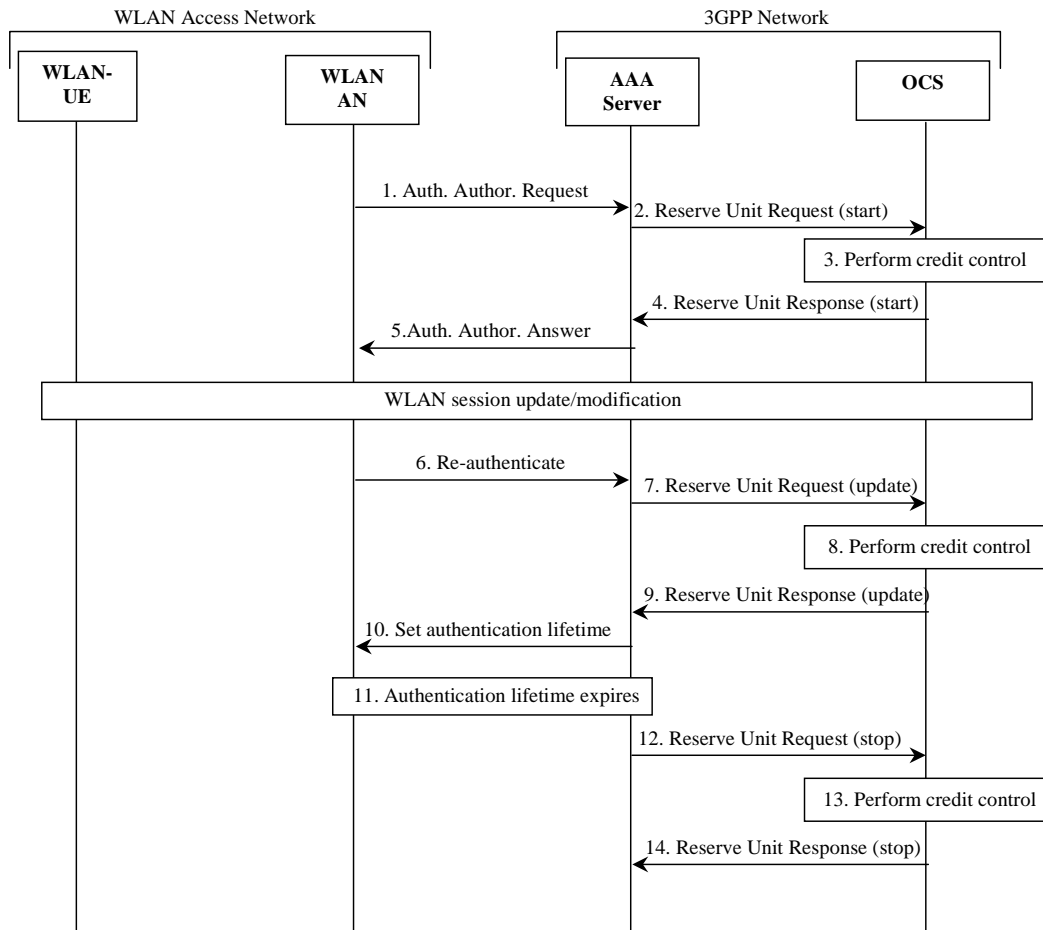 WLAN Access Network
3GPP Network
WLAN-
UE
WLAN
AN
AAA
Server
OCS
1. Auth. Author. Request
2. Reserve Unit Request (start)
3. Perform credit control
4. Reserve Unit Response (start)
5.Auth. Author. Answer
WLAN session update/modification
6. Re-authenticate
7. Reserve Unit Request (update)
8. Perform credit control
9. Reserve Unit Response (update)
10. Set authentication lifetime
11. Authentication lifetime expires
12. Reserve Unit Request (stop)
13. Perform credit control
14. Reserve Unit Response (stop)